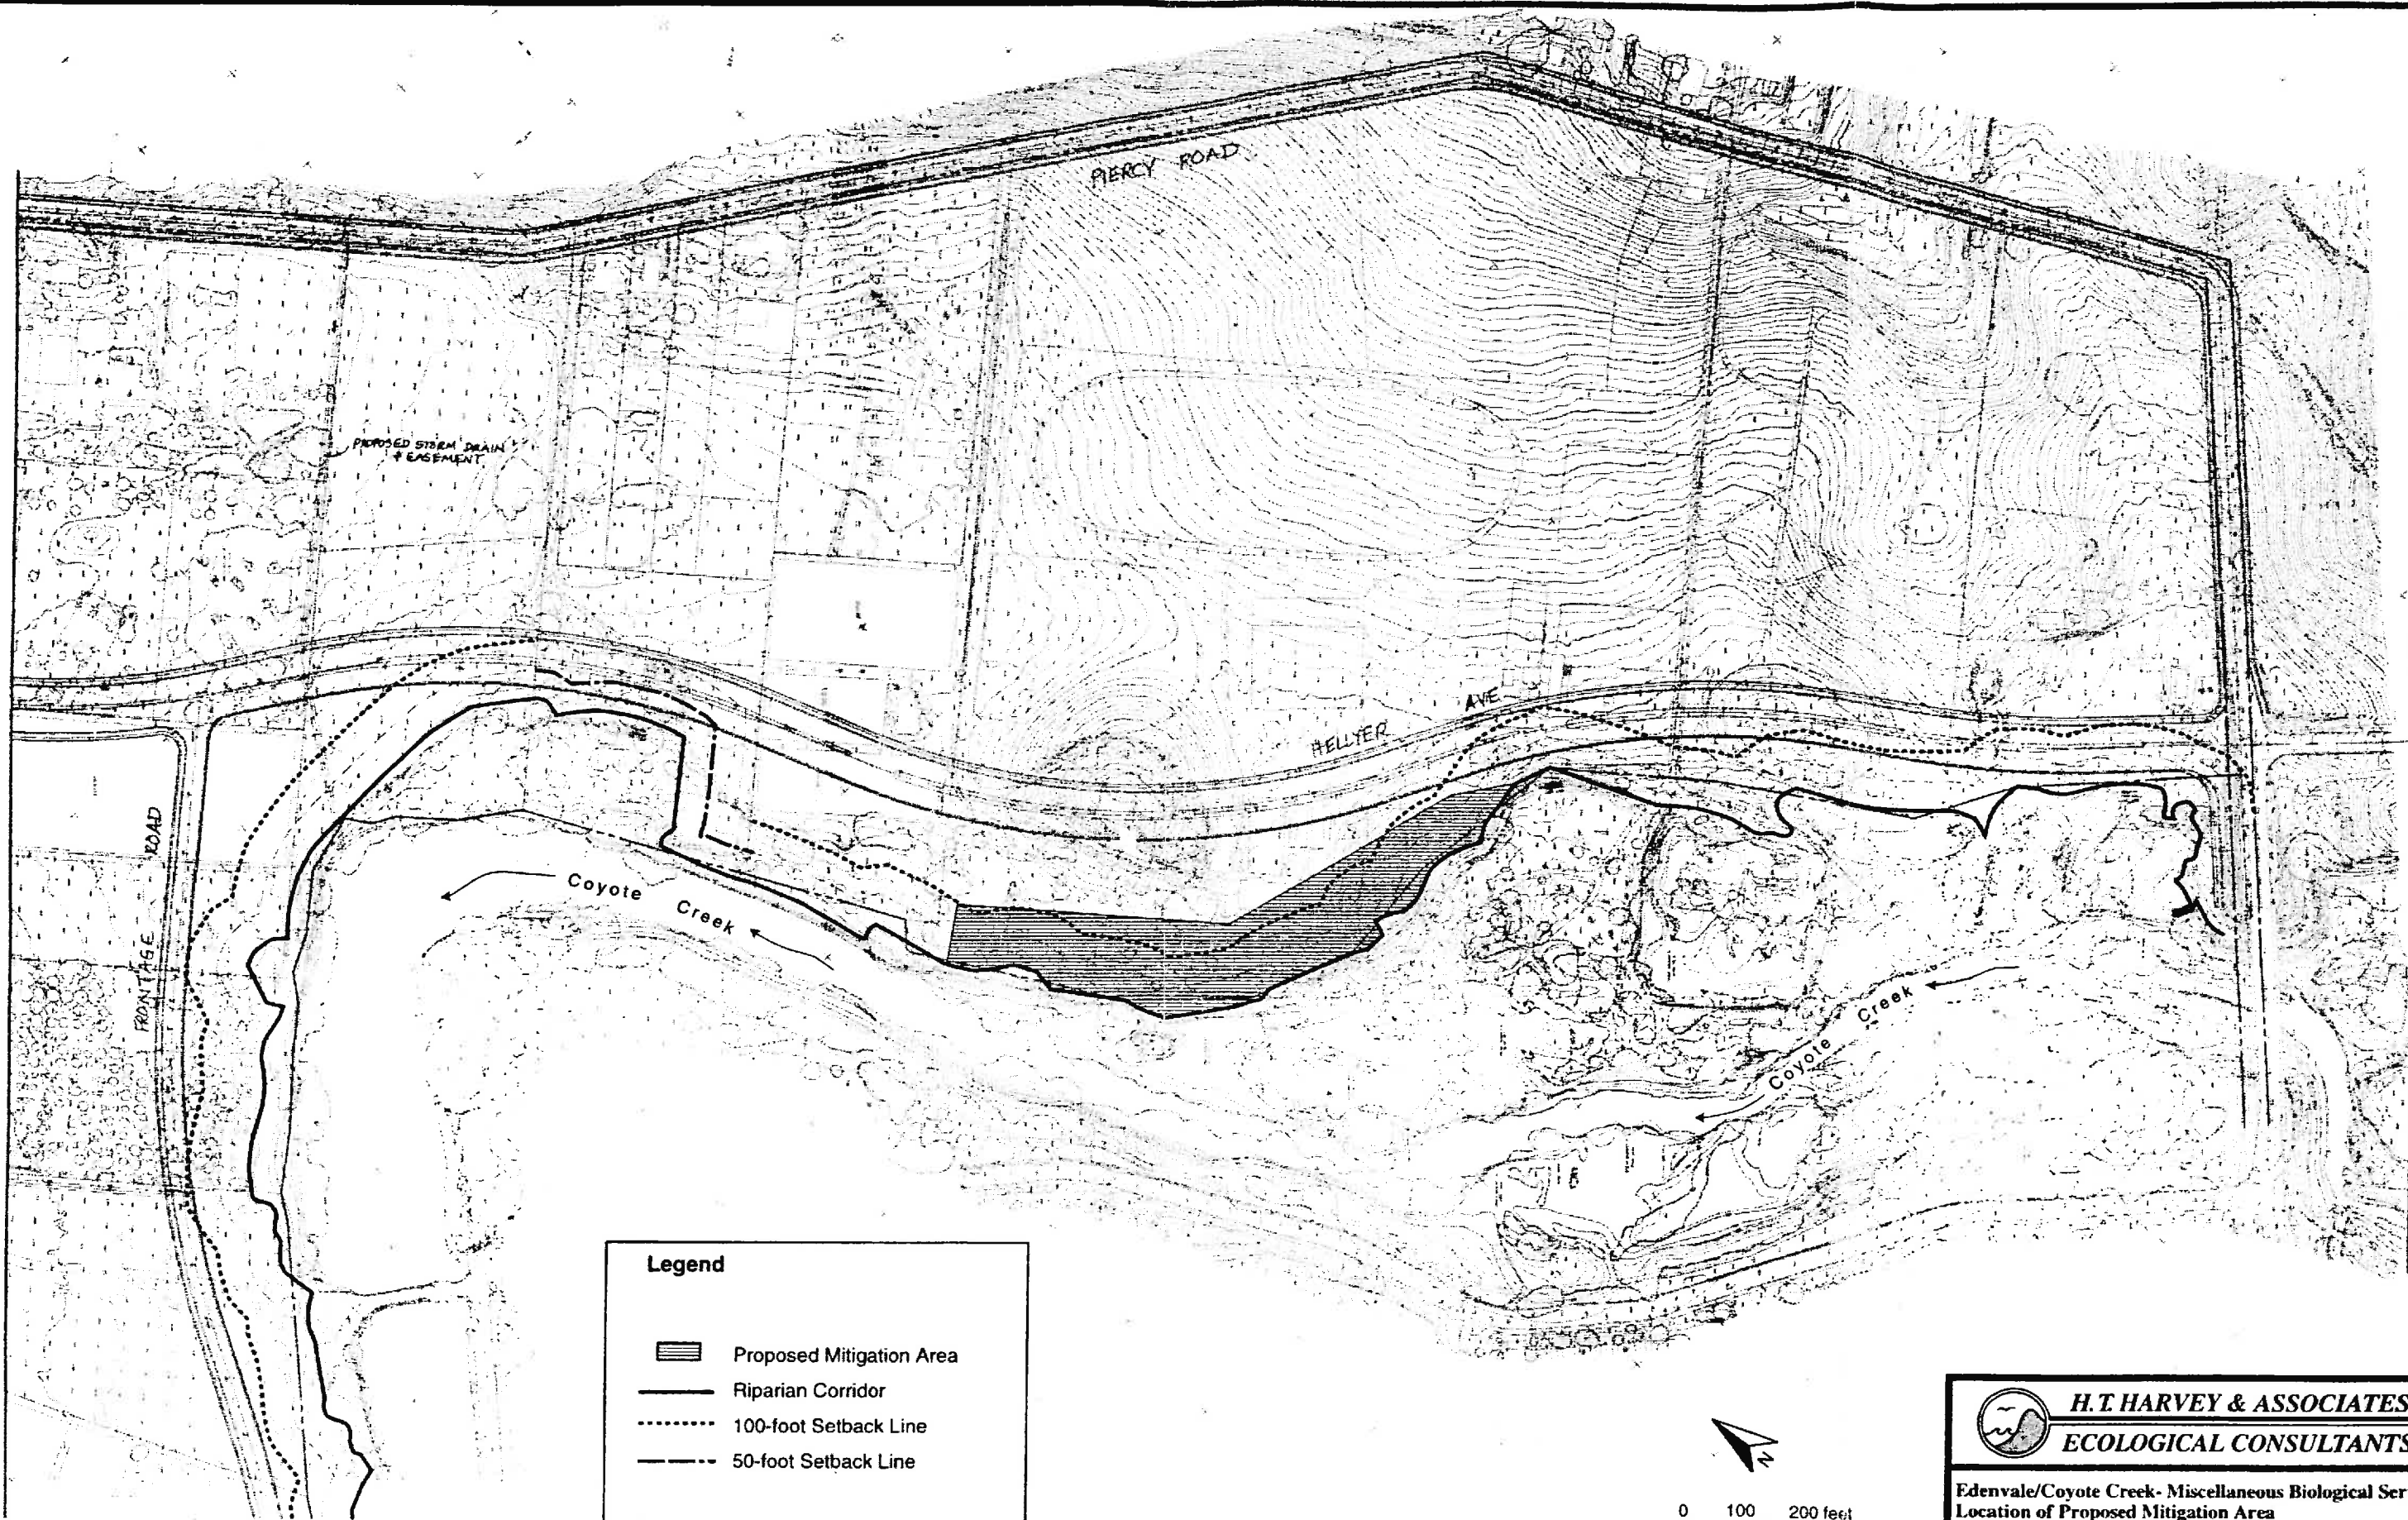 PIERCY ROAD
PROPOSED STORM DRAIN
+ EASEMENT
HELLYER AVE
FRONTAGE ROAD
Coyote Creek
Coyote Creek
Legend
Proposed Mitigation Area
Riparian Corridor
100-foot Setback Line
50-foot Setback Line
N
0 100 200 feet
H. T. HARVEY & ASSOCIATES
ECOLOGICAL CONSULTANTS
Edenvale/Coyote Creek- Miscellaneous Biological Ser
Location of Proposed Mitigation Area